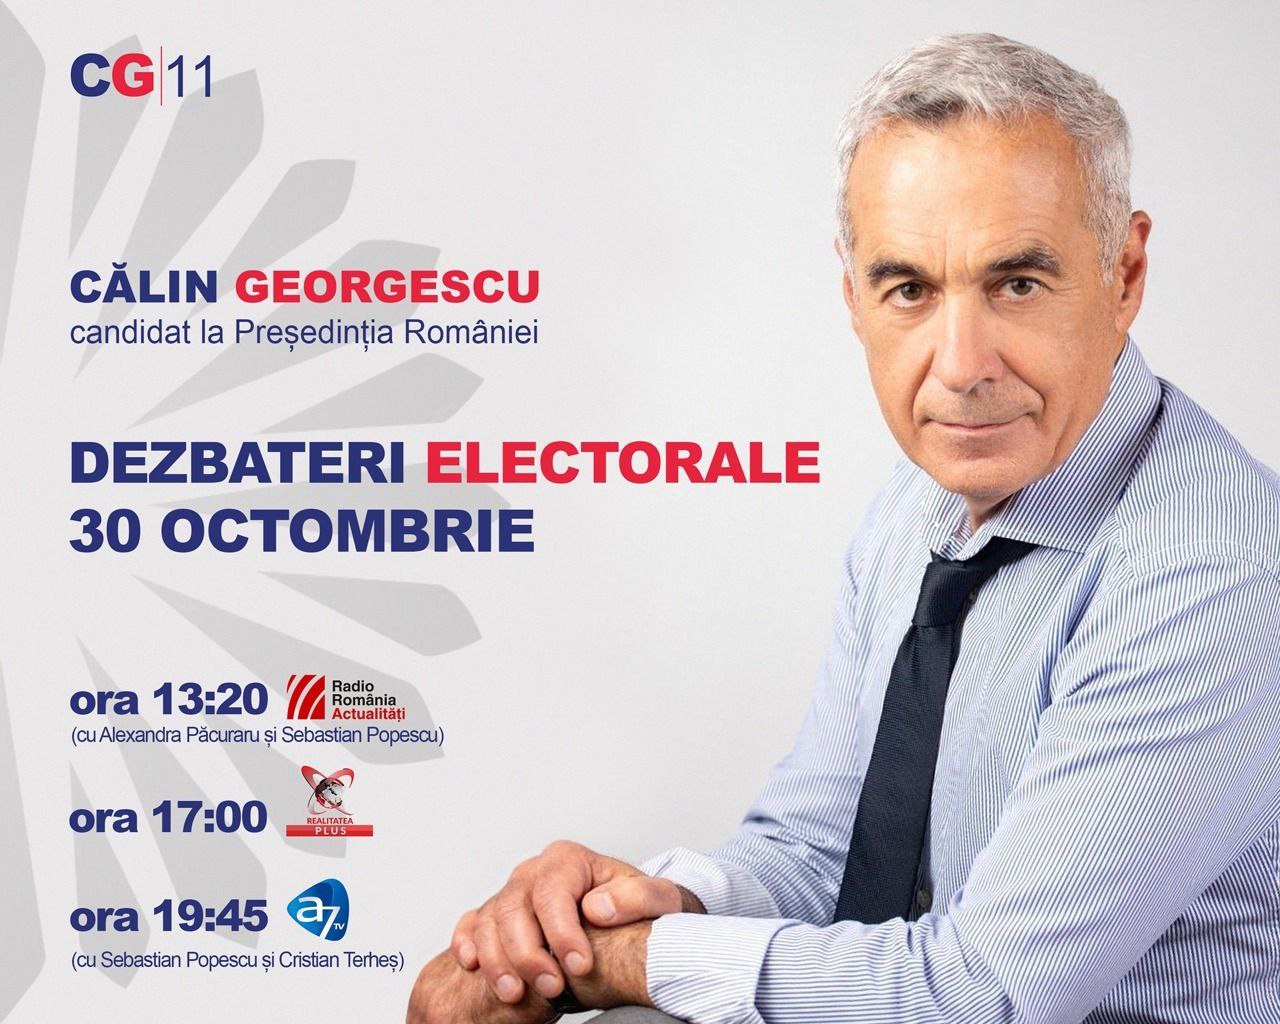 CG|11
CĂLIN GEORGESCU
candidat la Președinția României
DEZBATERI ELECTORALE
30 OCTOMBRIE
ora 13:20
Radio
România
Actualități
(cu Alexandra Păcuraru și Sebastian Popescu)
ora 17:00
REALITATEA
PLUS
ora 19:45
a7
TV
(cu Sebastian Popescu și Cristian Terheș)